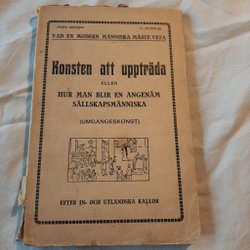 VAD EN MODERN MÄNNISKA MÅSTE VETA
Konsten att uppträda
ELLER
HUR MAN BLIR EN ANGENÄM
SÄLLSKAPSMÄNNISKA
(UMGÄNGESKONST)
EFTER IN- OCH UTLÄNDSKA KÄLLOR